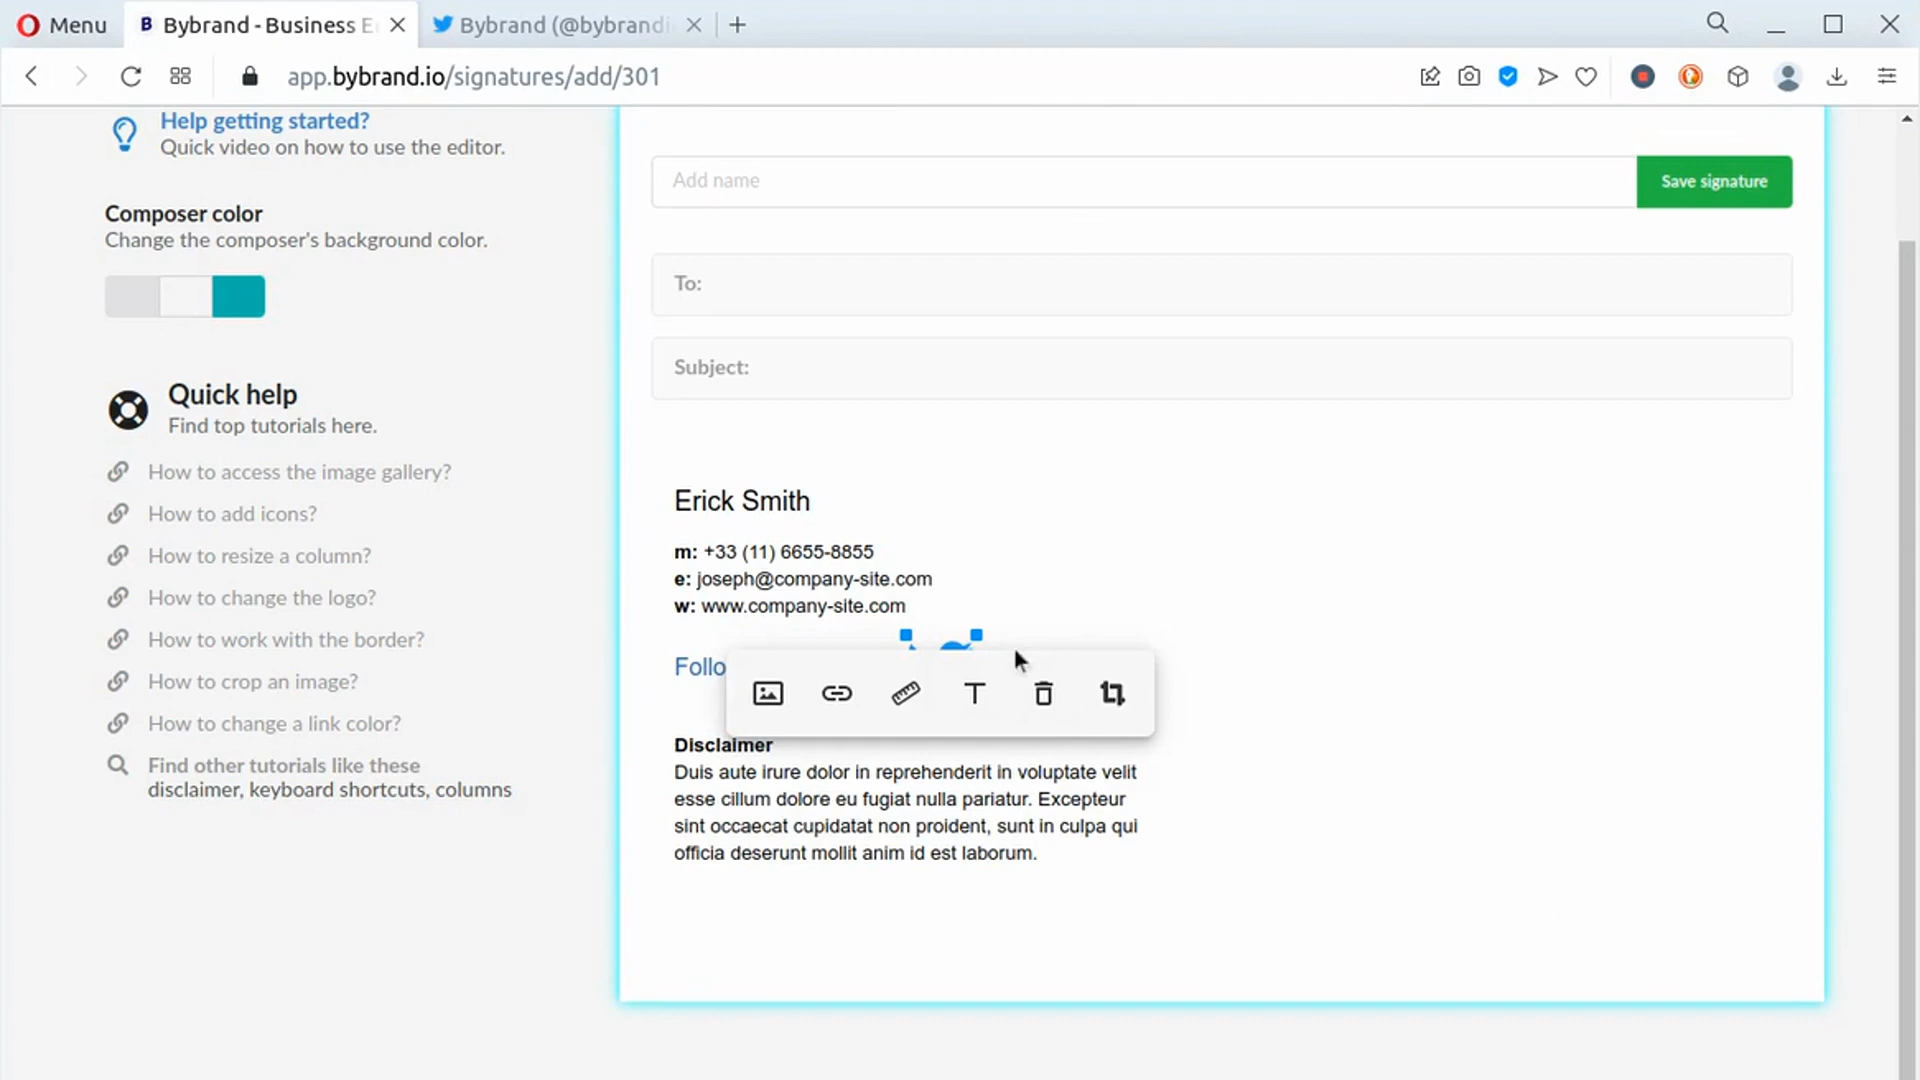 Menu
Bybrand - Business E
Bybrand (@bybrandi
app.bybrand.io/signatures/add/301
Help getting started?
Quick video on how to use the editor.
Composer color
Change the composer's background color.
Quick help
Find top tutorials here.
How to access the image gallery?
How to add icons?
How to resize a column?
How to change the logo?
How to work with the border?
How to crop an image?
How to change a link color?
Find other tutorials like these
disclaimer, keyboard shortcuts, columns
Add name
Save signature
To:
Subject:
Erick Smith
m: +33 (11) 6655-8855
e: joseph@company-site.com
w: www.company-site.com
Follo
Disclaimer
Duis aute irure dolor in reprehenderit in voluptate velit
esse cillum dolore eu fugiat nulla pariatur. Excepteur
sint occaecat cupidatat non proident, sunt in culpa qui
officia deserunt mollit anim id est laborum.